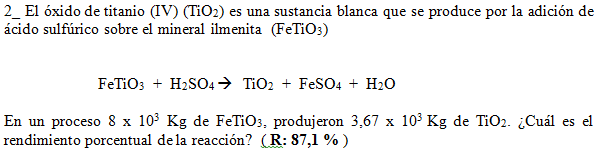 2_ El óxido de titanio (IV) (TiO₂) es una sustancia blanca que se produce por la adición de
ácido sulfúrico sobre el mineral ilmenita (FeTiO₃)
FeTiO₃ + H₂SO₄→ TiO₂ + FeSO₄ + H₂O
En un proceso 8 x 10³ Kg de FeTiO₃, produjeron 3,67 x 10³ Kg de TiO₂. ¿Cuál es el
rendimiento porcentual de la reacción? ( R: 87,1 % )